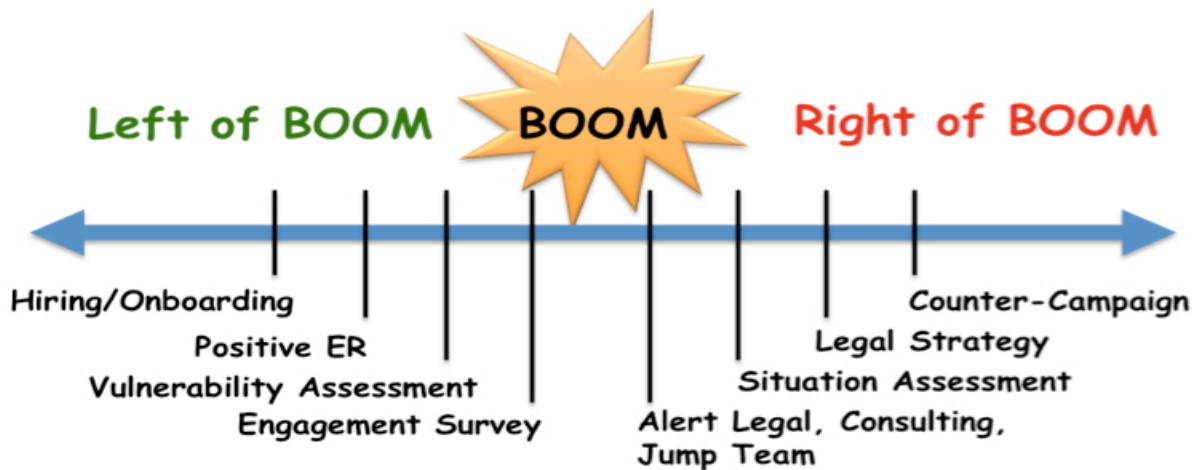 Left of BOOM
BOOM
Right of BOOM
Hiring/Onboarding
Positive ER
Vulnerability Assessment
Engagement Survey
Counter-Campaign
Legal Strategy
Situation Assessment
Alert Legal, Consulting,
Jump Team